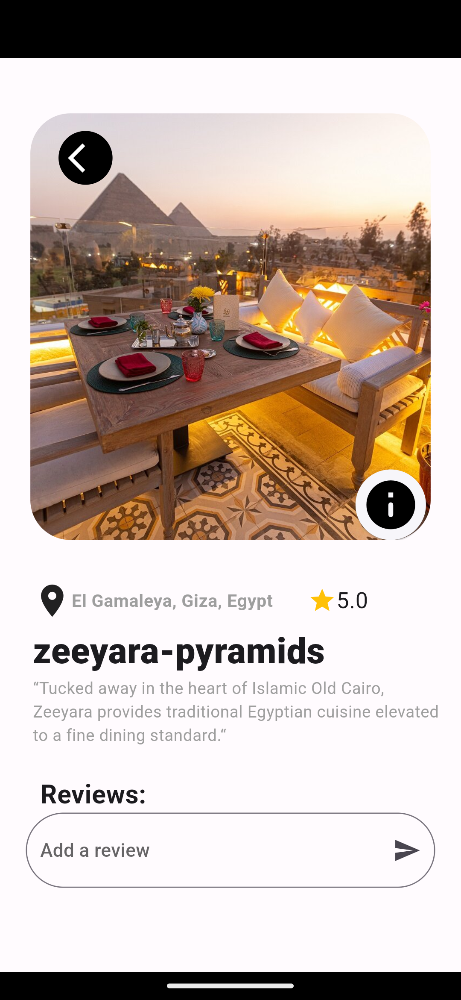 El Gamaleya, Giza, Egypt
5.0
zeeyara-pyramids
“Tucked away in the heart of Islamic Old Cairo,
Zeeyara provides traditional Egyptian cuisine elevated
to a fine dining standard.“
Reviews:
Add a review